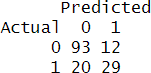 Predicted
Actual 0 1
0 93 12
1 20 29